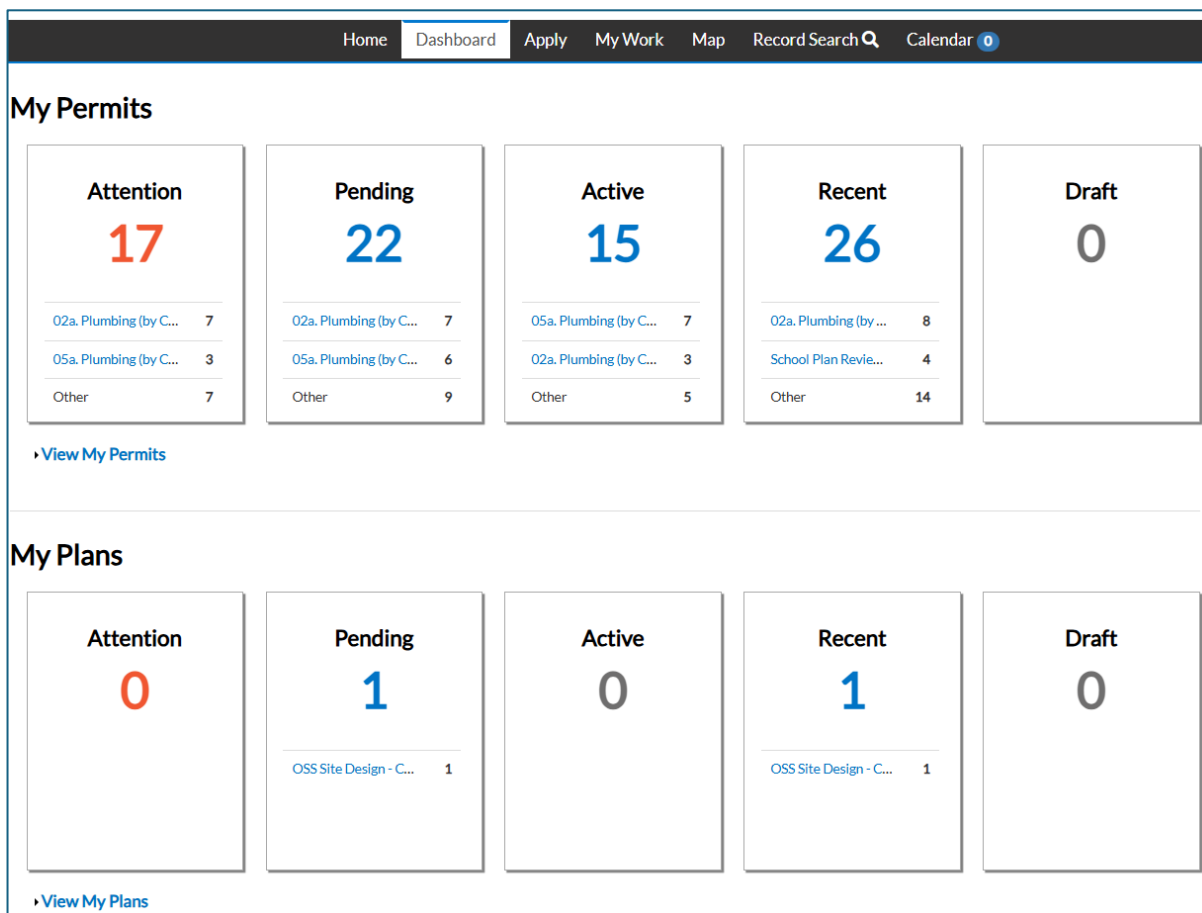 Home Dashboard Apply My Work Map Record Search Calendar 0
My Permits
Attention Pending Active Recent Draft
17 22 15 26 0
02a. Plumbing (by C... 7 02a. Plumbing (by C... 7 05a. Plumbing (by C... 7 02a. Plumbing (by ... 8
05a. Plumbing (by C... 3 05a. Plumbing (by C... 6 02a. Plumbing (by C... 3 School Plan Revie... 4
Other 7 Other 9 Other 5 Other 14
View My Permits
My Plans
Attention Pending Active Recent Draft
0 1 0 1 0
OSS Site Design - C... 1 OSS Site Design - C... 1
View My Plans